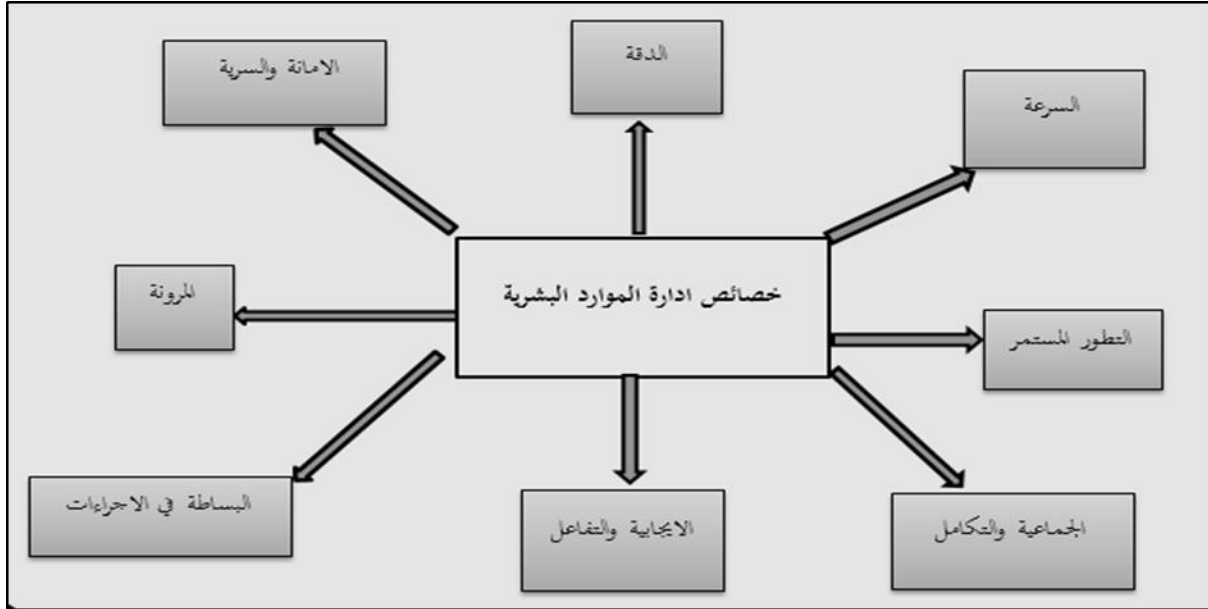 الدقة
الامانة والسرية
السرعة
خصائص ادارة الموارد البشرية
المرونة
التطور المستمر
البساطة في الاجراءات
الايجابية والتفاعل
الجماعية والتكامل